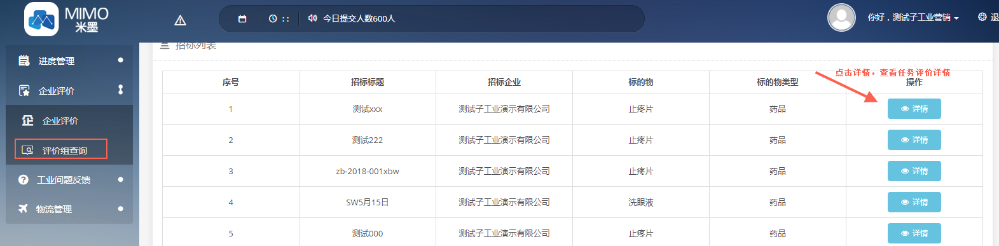 MIMO
米墨
: :
今日提交人数600人
你好，测试子工业营销
退
进度管理
企业评价
企业评价
评价组查询
工业问题反馈
物流管理
招标列表
点击详情，查看任务评价详情
序号 招标标题 招标企业 标的物 标的物类型 操作
1 测试xxx 测试子工业演示有限公司 止疼片 药品 详情
2 测试222 测试子工业演示有限公司 止疼片 药品 详情
3 zb-2018-001xbw 测试子工业演示有限公司 止疼片 药品 详情
4 SW5月15日 测试子工业演示有限公司 洗眼液 药品 详情
5 测试000 测试子工业演示有限公司 止疼片 药品 详情